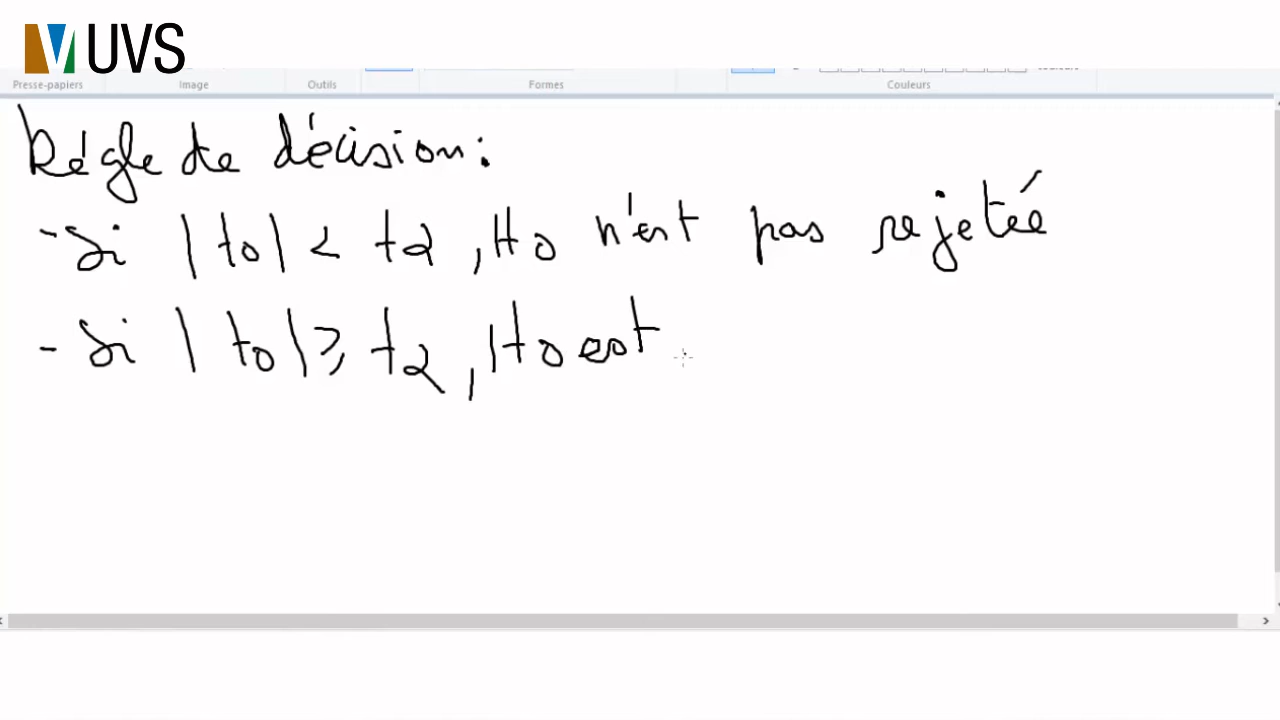 UVS
Presse-papiers Image Outils Formes Couleurs
Régle de décision:
- Si |to| < tα, Ho n'est pas rejetée
- Si |to| ≥ tα, Ho est